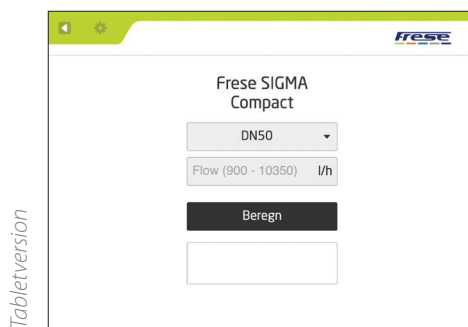 Frese
Frese SIGMA
Compact
DN50
Flow (900 - 10350) l/h
Beregn
Tabletversion